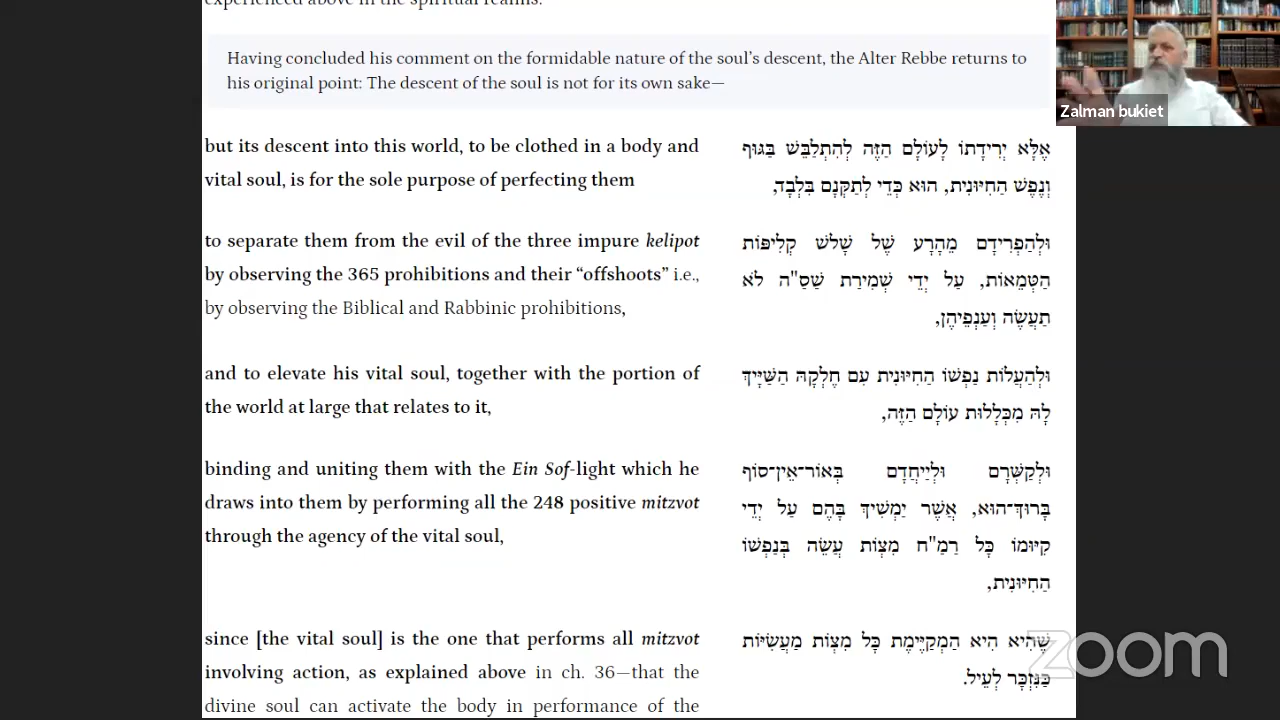 experienced above in the spiritual realms.
Having concluded his comment on the formidable nature of the soul’s descent, the Alter Rebbe returns to
his original point: The descent of the soul is not for its own sake—
Zalman bukiet
but its descent into this world, to be clothed in a body and
vital soul, is for the sole purpose of perfecting them
אֶלָּא יְרִידָתוֹ לָעוֹלָם הַזֶּה לְהִתְלַבֵּשׁ בַּגּוּף
וְנֶפֶשׁ הַחִיּוּנִית, הוּא כְּדֵי לְתַקְּנָם בִּלְבָד,
to separate them from the evil of the three impure kelipot
by observing the 365 prohibitions and their “offshoots” i.e.,
by observing the Biblical and Rabbinic prohibitions,
וּלְהַפְרִידָם מֵהָרָע שֶׁל שָׁלֹשׁ קְלִיפּוֹת
הַטְּמֵאוֹת, עַל יְדֵי שְׁמִירַת שַׁסַ"ה לֹא
תַעֲשֶׂה וְעַנְפֵיהֶן,
and to elevate his vital soul, together with the portion of
the world at large that relates to it,
וּלְהַעֲלוֹת נַפְשׁוֹ הַחִיּוּנִית עִם חֶלְקָהּ הַשַּׁיָּיךְ
לָהּ מִכְּלָלוּת עוֹלָם הַזֶּה,
binding and uniting them with the Ein Sof-light which he
draws into them by performing all the 248 positive mitzvot
through the agency of the vital soul,
וּלְקַשְּׁרָם וּלְיַיחֲדָם בְּאוֹר־אֵין־סוֹף
בָּרוּךְ־הוּא, אֲשֶׁר יַמְשִׁיךְ בָּהֶם עַל יְדֵי
קִיּוּמוֹ כָּל רַמַ"ח מִצְוֹת עֲשֵׂה בְּנַפְשׁוֹ
הַחִיּוּנִית,
since [the vital soul] is the one that performs all mitzvot
involving action, as explained above in ch. 36—that the
divine soul can activate the body in performance of the
שֶׁהִיא הִיא הַמְקַיֶּימֶת כָּל מִצְוֹת מַעֲשִׂיּוֹת
כַּנִּזְכָּר לְעֵיל.
zoom